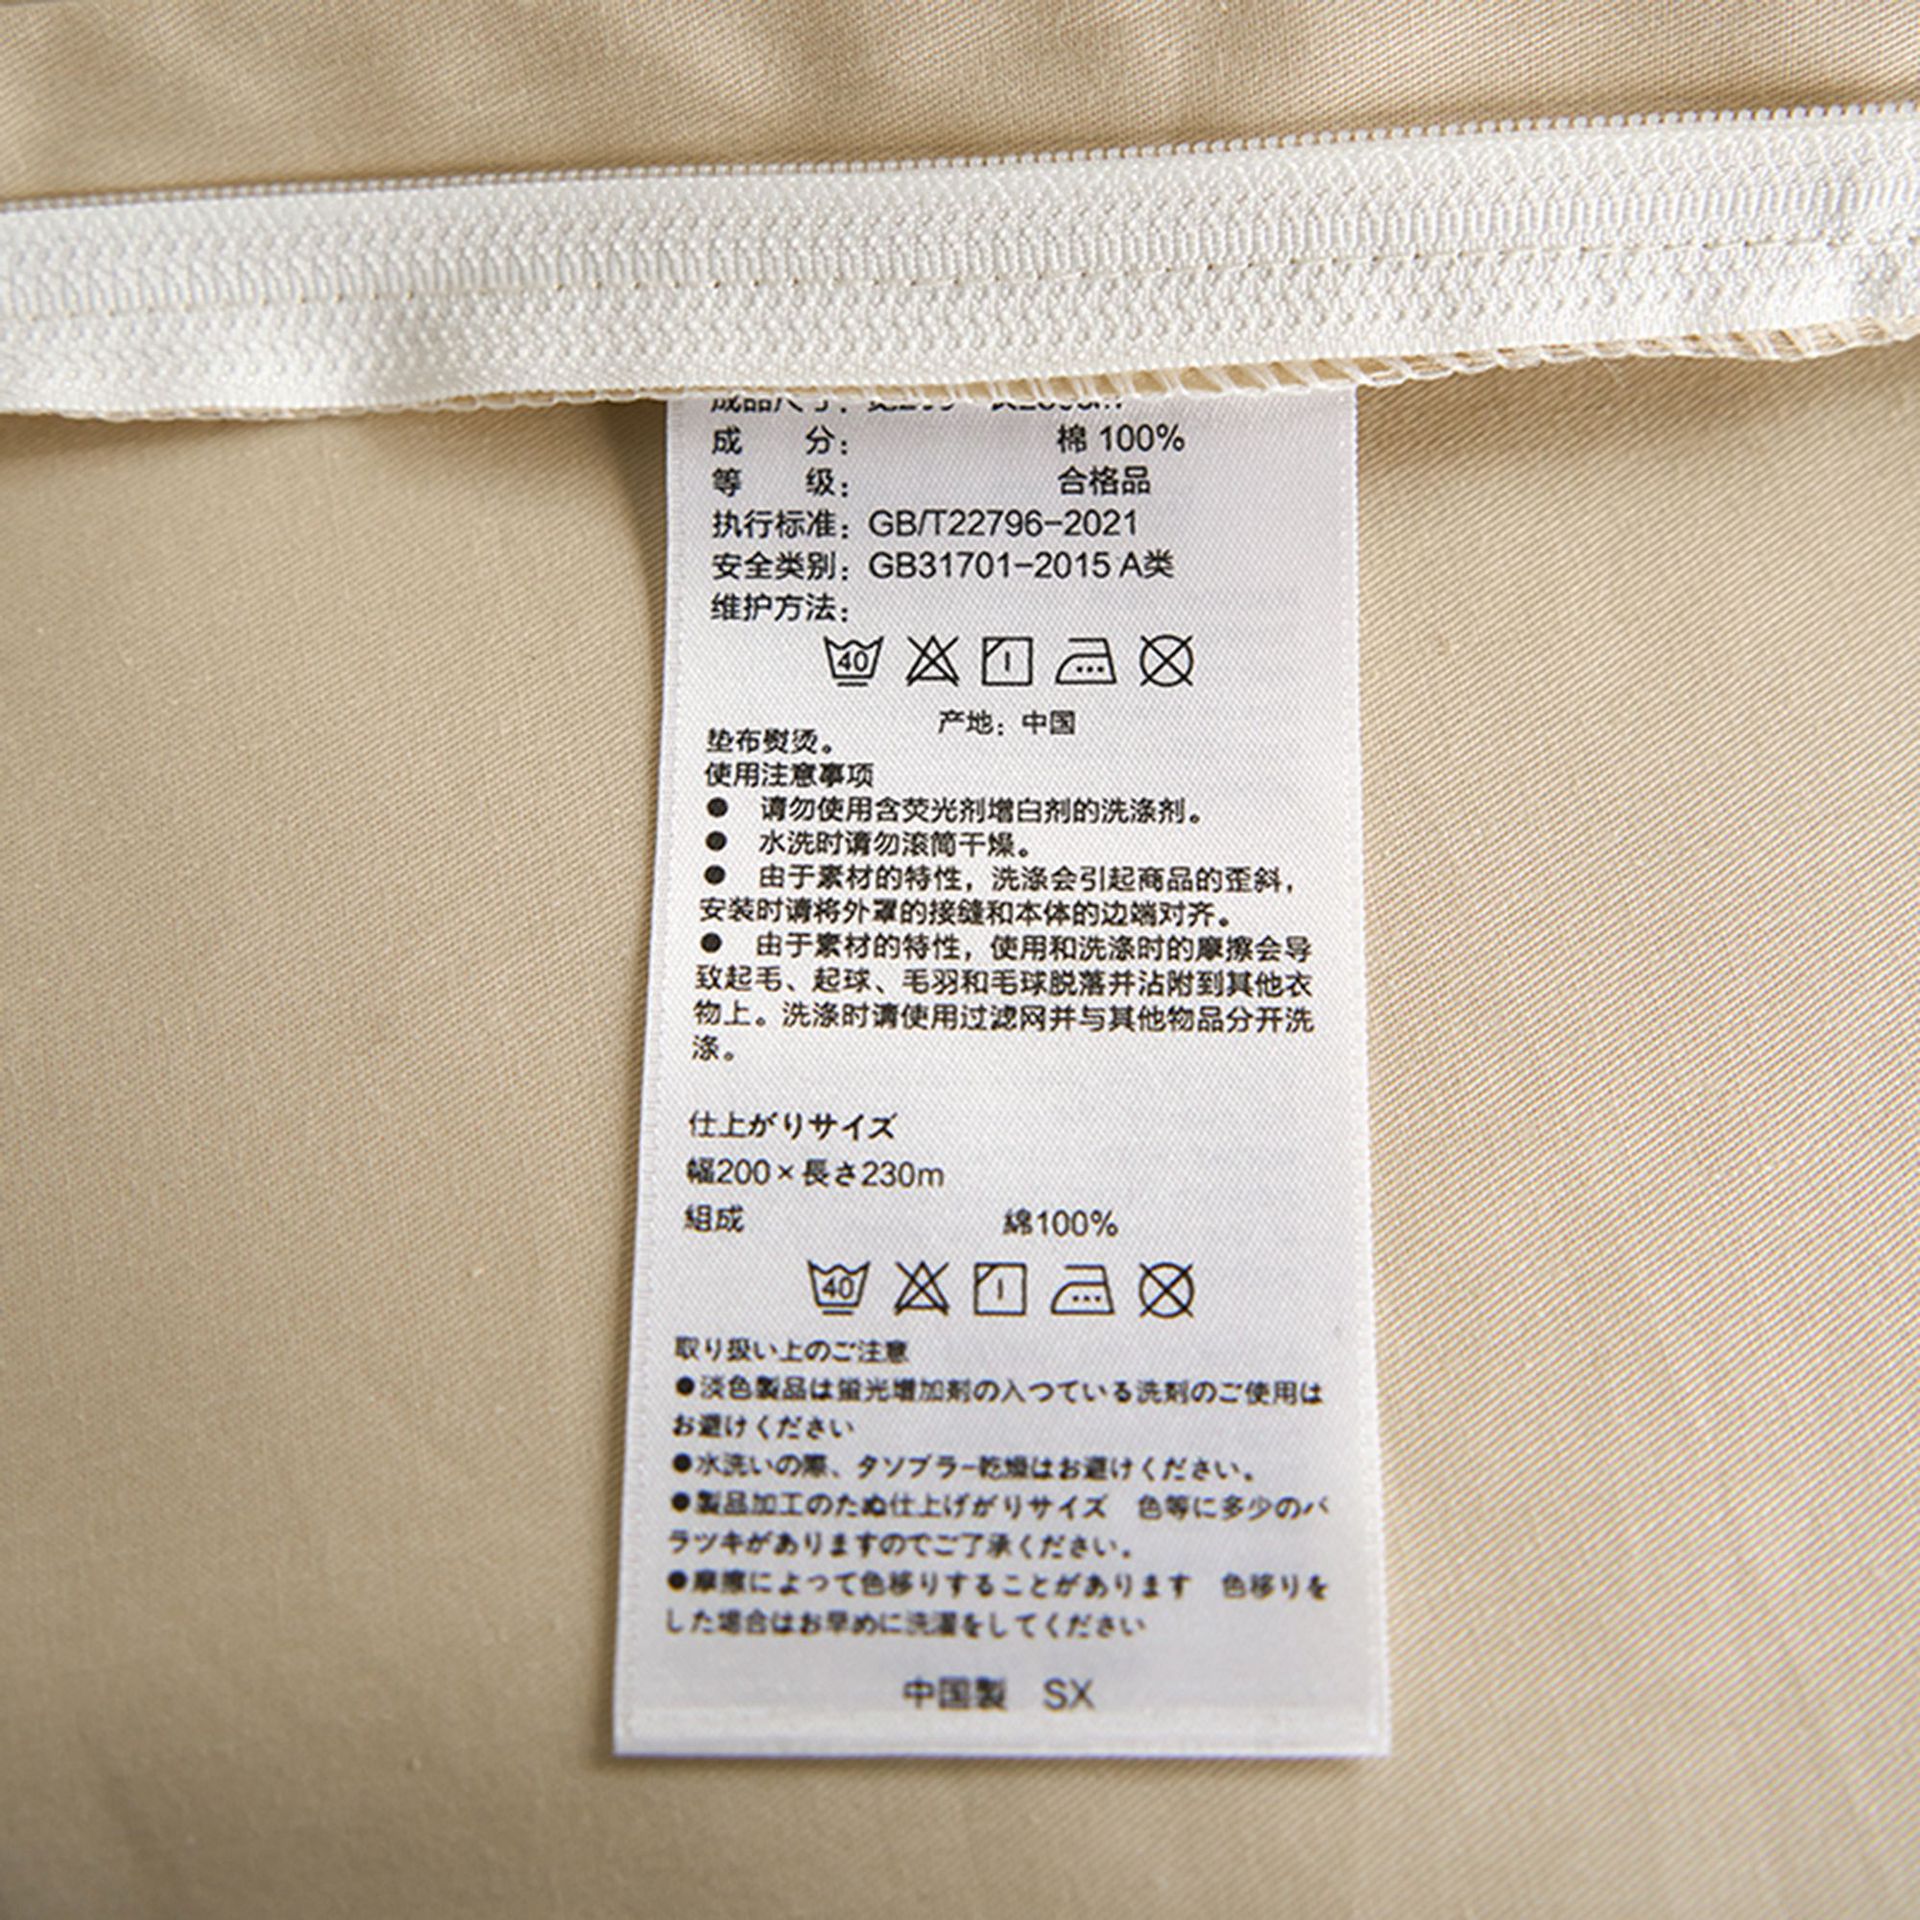 成　　分：　　棉 100%
等　　级：　　合格品
执行标准：GB/T22796-2021
安全类别：GB31701-2015 A类
维护方法：
40
产地：中国
垫布熨烫。
使用注意事项
● 请勿使用含荧光剂增白剂的洗涤剂。
● 水洗时请勿滚筒干燥。
● 由于素材的特性，洗涤会引起商品的歪斜，
安装时请将外罩的接缝和本体的边端对齐。
● 由于素材的特性，使用和洗涤时的摩擦会导
致起毛、起球、毛羽和毛球脱落并沾附到其他衣
物上。洗涤时请使用过滤网并与其他物品分开洗
涤。
仕上がりサイズ
幅200×長さ230m
組成　　綿100%
40
取り扱い上のご注意
●淡色製品は蛍光増加剤の入つている洗剤のご使用は
お避けください
●水洗いの際、タソブラー乾燥はお避けください。
●製品加工のたぬ仕上げがりサイズ　色等に多少のバ
ラツキがありますのでご了承ください。
●摩擦によって色移りすることがあります　色移りを
した場合はお早めに洗濯をしてください
中国製　SX